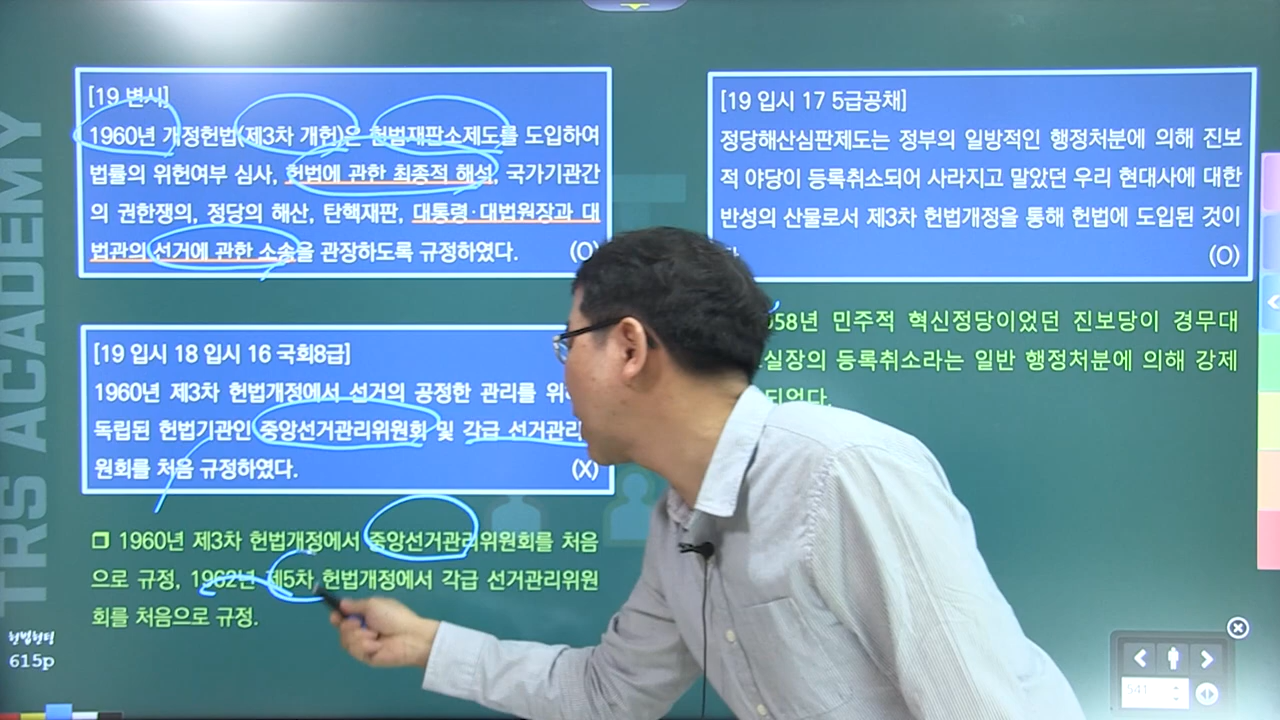 [19 변시]
1960년 개정헌법(제3차 개헌)은 헌법재판소제도를 도입하여
법률의 위헌여부 심사, 헌법에 관한 최종적 해석, 국가기관간
의 권한쟁의, 정당의 해산, 탄핵재판, 대통령·대법원장과 대
법관의 선거에 관한 소송을 관장하도록 규정하였다. (O)
[19 입시 18 입시 16 국회8급]
1960년 제3차 헌법개정에서 선거의 공정한 관리를 위
독립된 헌법기관인 중앙선거관리위원회 및 각급 선거관리
원회를 처음 규정하였다. (X)
❒ 1960년 제3차 헌법개정에서 중앙선거관리위원회를 처음
으로 규정, 1962년 제5차 헌법개정에서 각급 선거관리위원
회를 처음으로 규정.
[19 입시 17 5급공채]
정당해산심판제도는 정부의 일방적인 행정처분에 의해 진보
적 야당이 등록취소되어 사라지고 말았던 우리 현대사에 대한
반성의 산물로서 제3차 헌법개정을 통해 헌법에 도입된 것이
다. (O)
58년 민주적 혁신정당이었던 진보당이 경무대
실장의 등록취소라는 일반 행정처분에 의해 강제
되었다.
TRS ACADEMY
615p
541